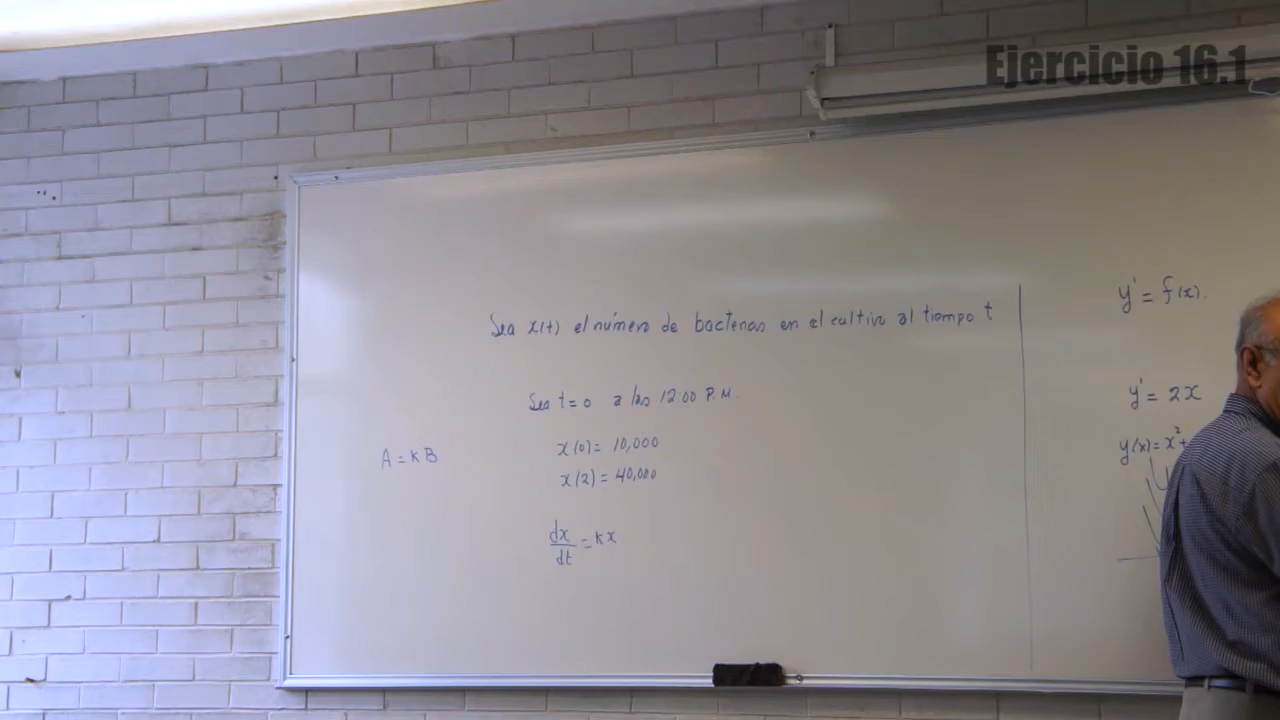 Ejercicio 16.1
Sea x(t) el número de bacterias en el cultivo al tiempo t
Sea t=0 a las 12:00 P.M.
x(0)= 10,000
x(2)= 40,000
A=KB
dx/dt = kx
y' = f(x).
y' = 2x
y(x)=x²+